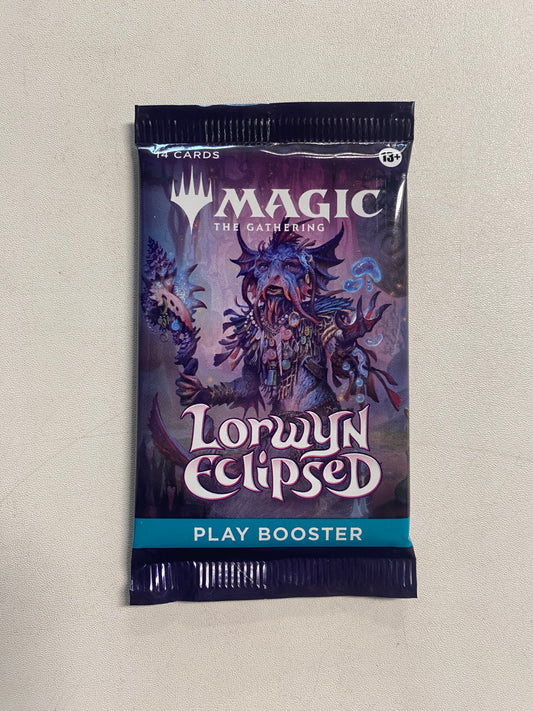 14 CARDS
13+
MAGIC
THE GATHERING
LORWYN
ECLIPSED
PLAY BOOSTER